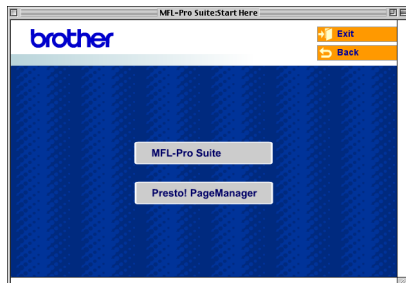 MFL-Pro Suite:Start Here
brother
Exit
Back
MFL-Pro Suite
Presto! PageManager